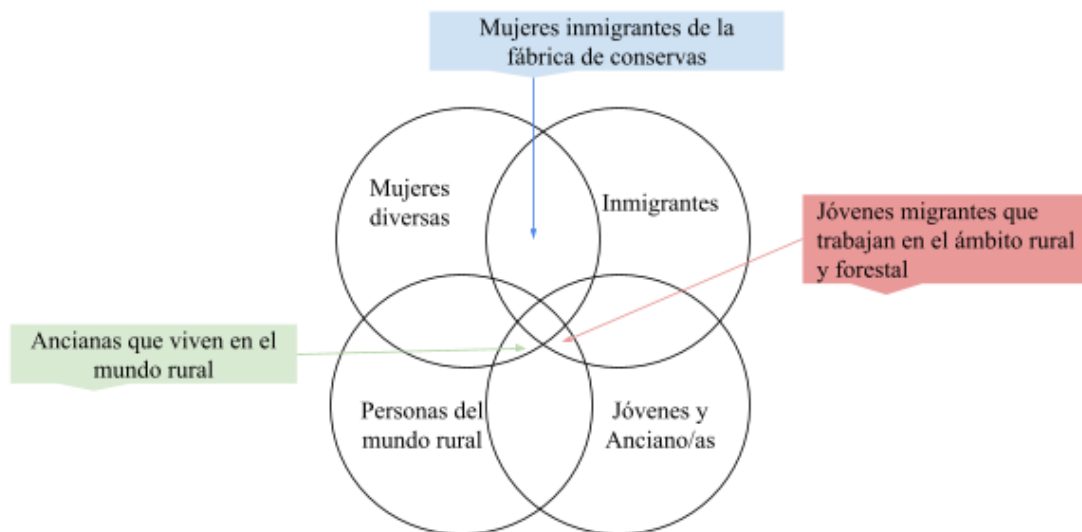 Mujeres inmigrantes de la
fábrica de conservas
Mujeres
diversas
Inmigrantes
Jóvenes migrantes que
trabajan en el ámbito rural
y forestal
Ancianas que viven en el
mundo rural
Personas del
mundo rural
Jóvenes y
Anciano/as